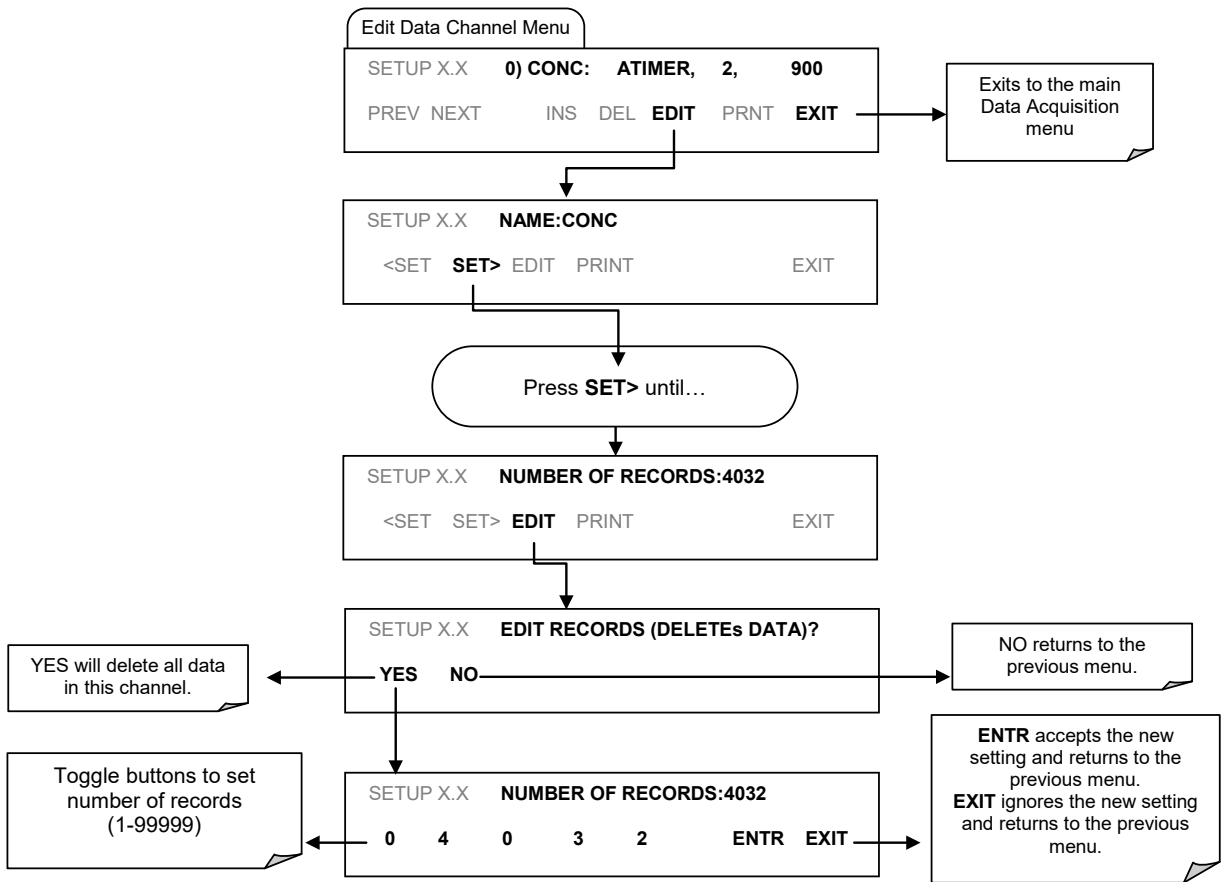 Edit Data Channel Menu
SETUP X.X 0) CONC: ATIMER, 2, 900
PREV NEXT INS DEL EDIT PRNT EXIT
Exits to the main
Data Acquisition
menu
SETUP X.X NAME:CONC
<SET SET> EDIT PRINT EXIT
Press SET> until…
SETUP X.X NUMBER OF RECORDS:4032
<SET SET> EDIT PRINT EXIT
SETUP X.X EDIT RECORDS (DELETEs DATA)?
YES NO
YES will delete all data
in this channel.
NO returns to the
previous menu.
Toggle buttons to set
number of records
(1-99999)
SETUP X.X NUMBER OF RECORDS:4032
0 4 0 3 2 ENTR EXIT
ENTR accepts the new
setting and returns to the
previous menu.
EXIT ignores the new setting
and returns to the previous
menu.